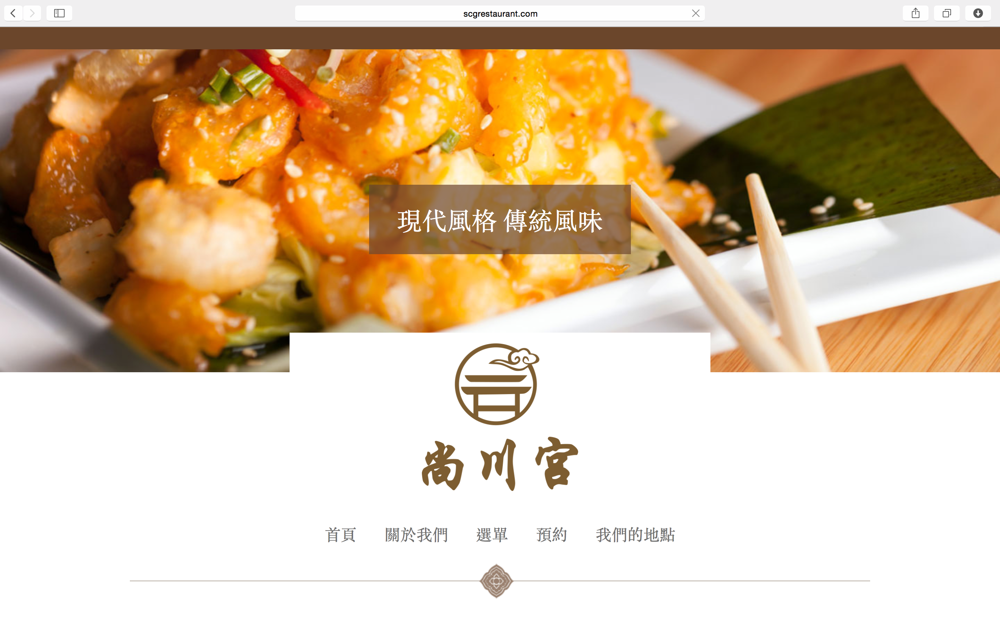 scgrestaurant.com
現代風格 傳統風味
尚川宮
首頁 關於我們 選單 預約 我們的地點